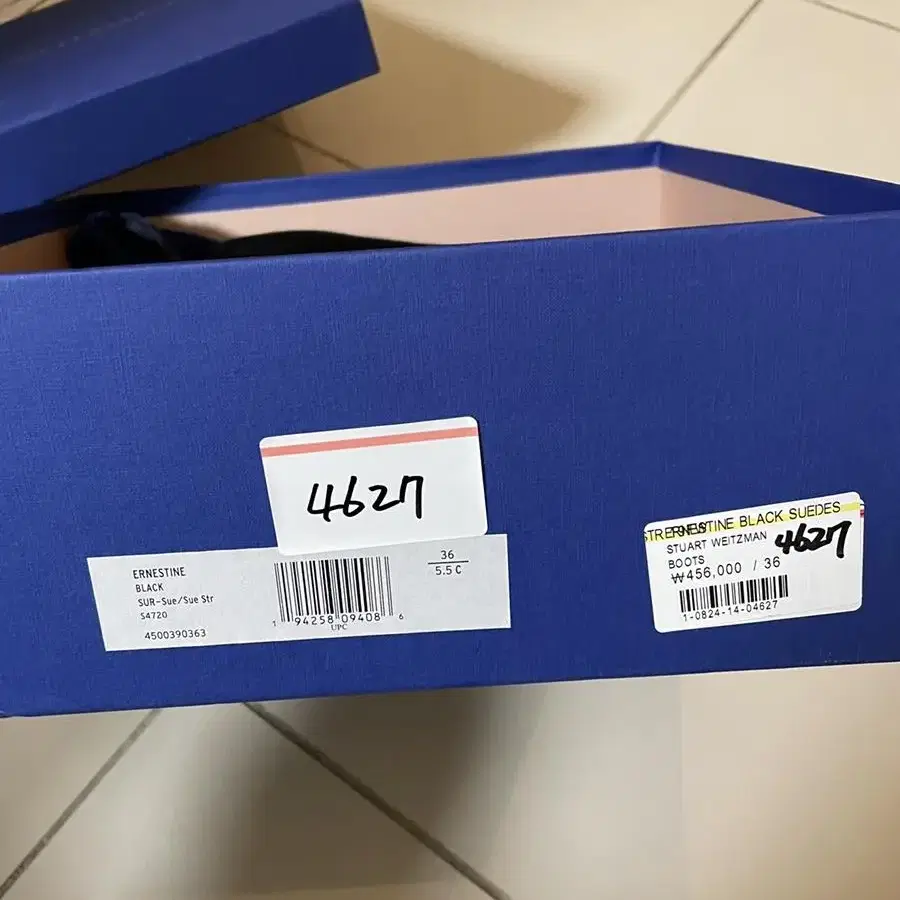 4627
ERNESTINE
BLACK
SUR-Sue/Sue Str
S4720
4500390363
1 94258 09408 6
UPC
36
5.5 C
ERNESTINE BLACK SUEDES
STUART WEITZMAN
4627
BOOTS
₩456,000 / 36
1-0824-14-04627